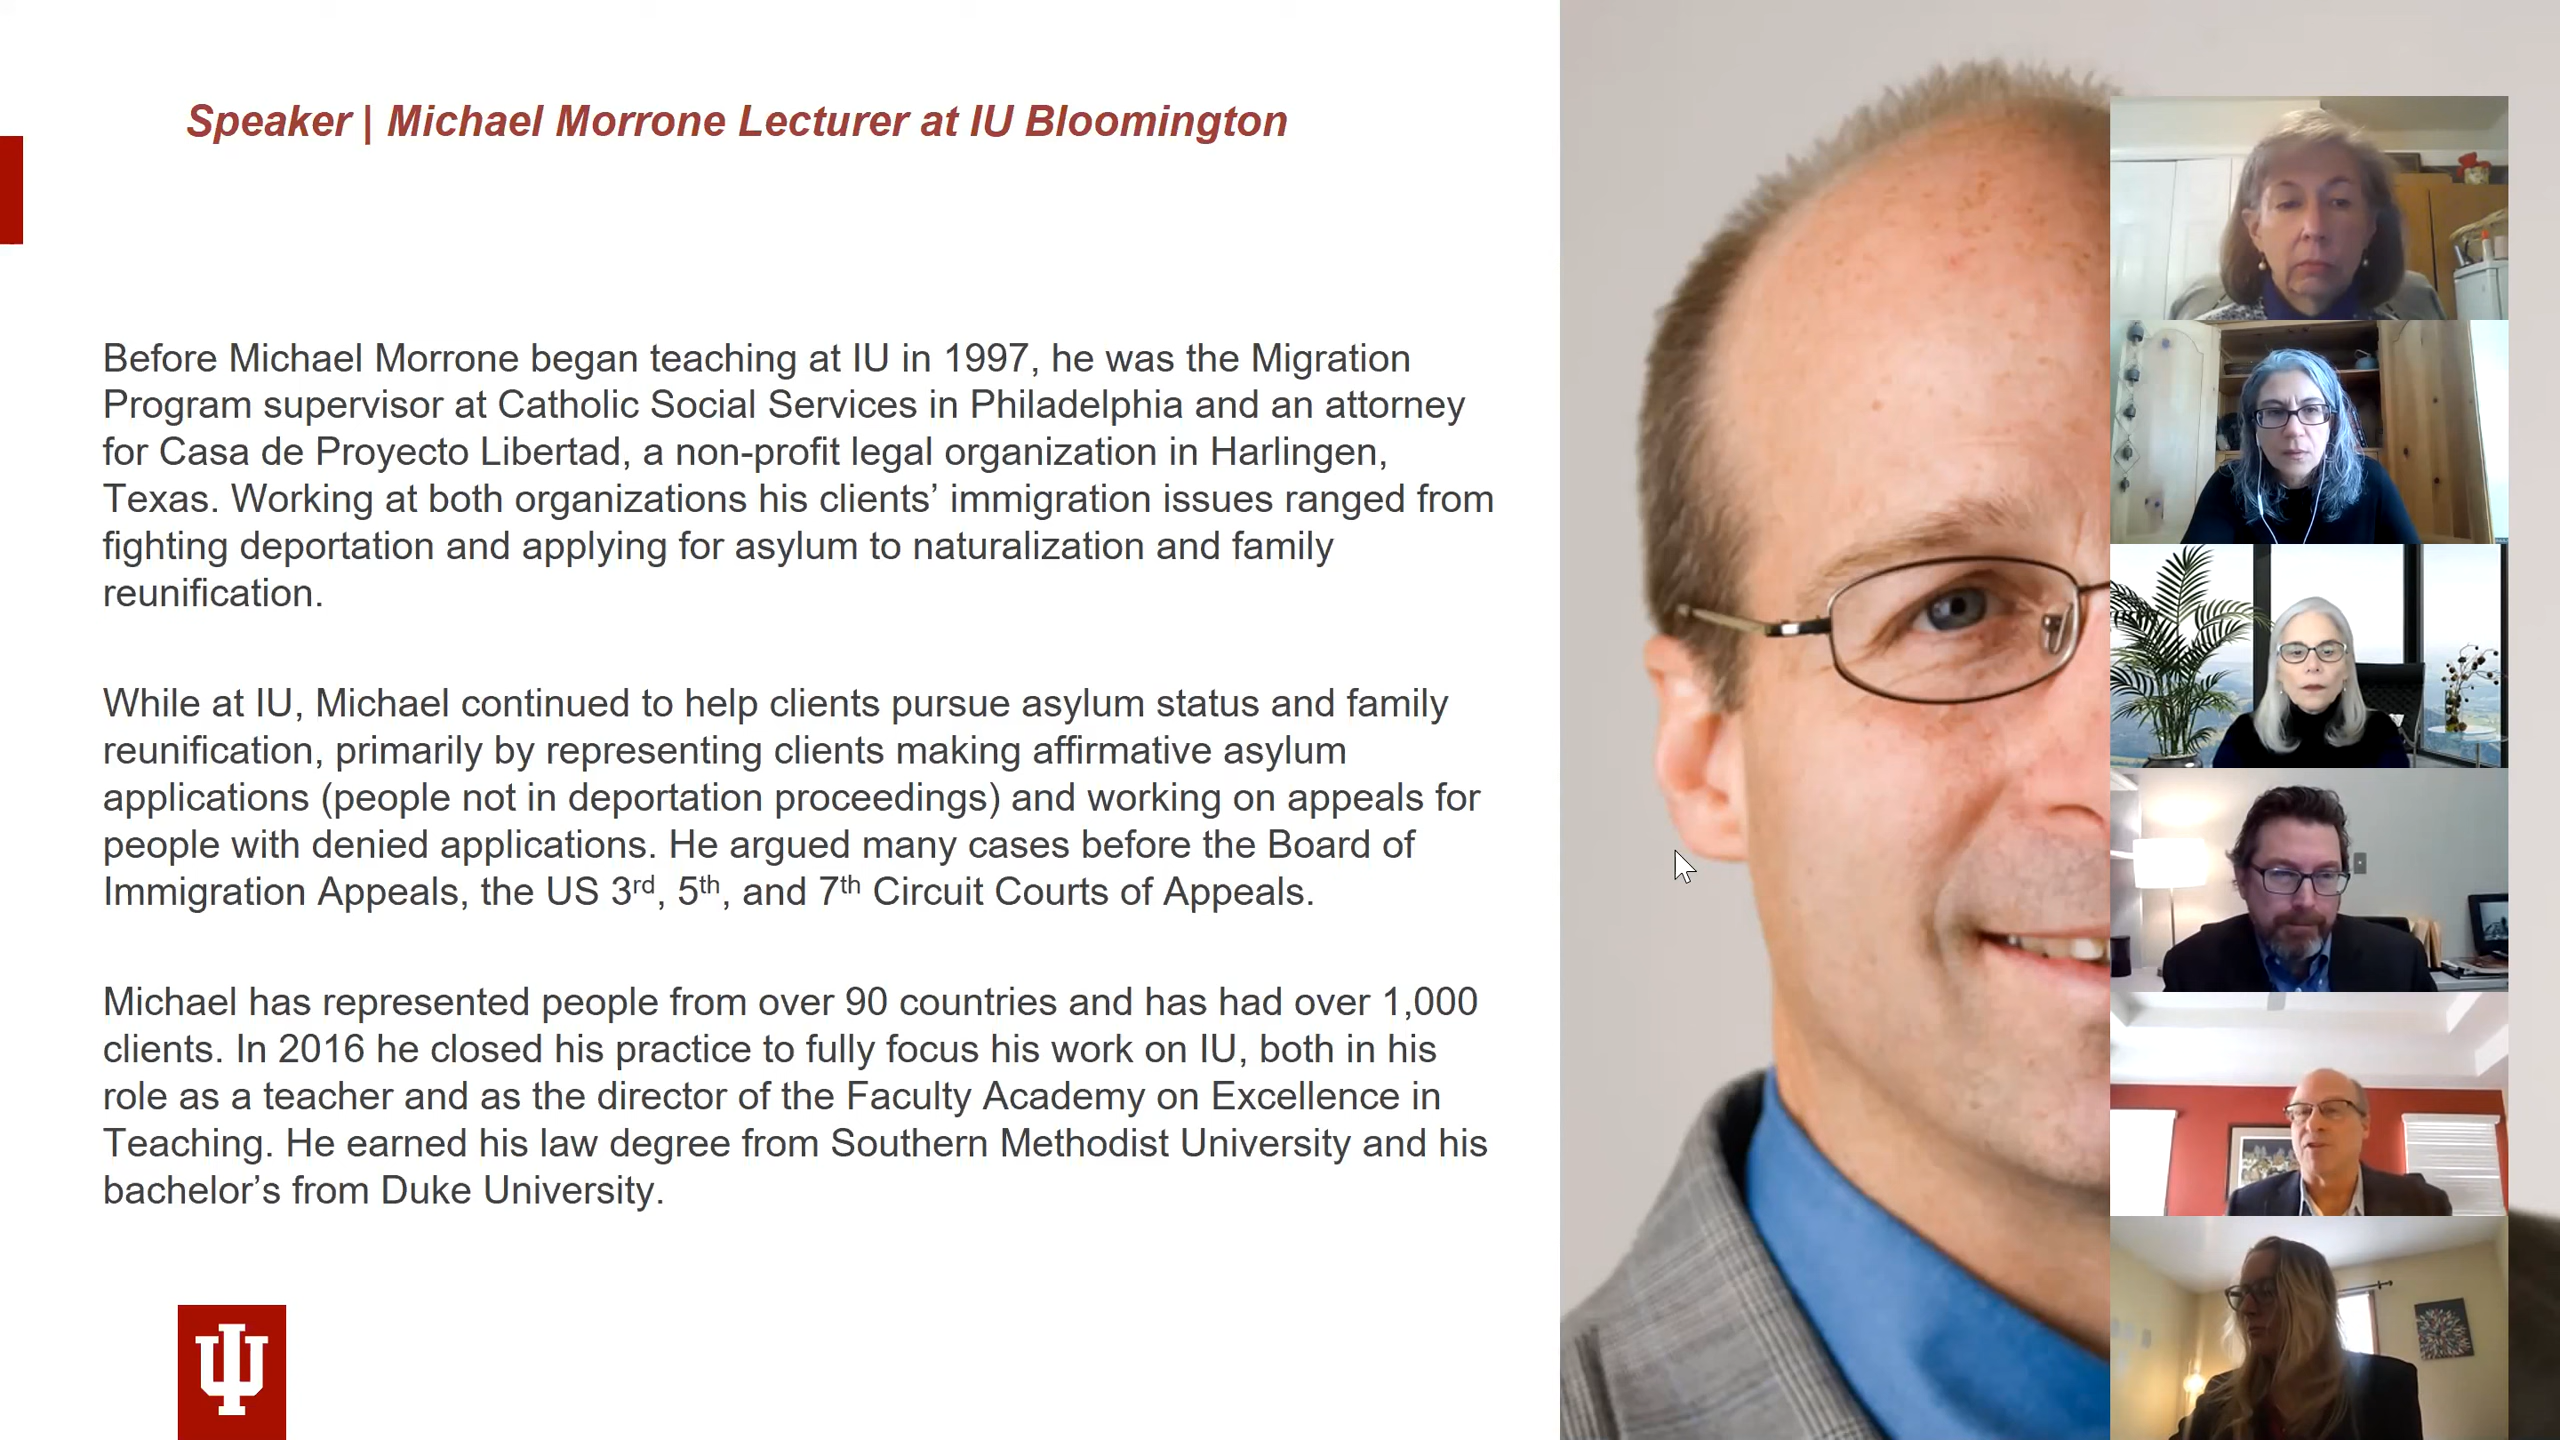 Speaker | Michael Morrone Lecturer at IU Bloomington
Before Michael Morrone began teaching at IU in 1997, he was the Migration
Program supervisor at Catholic Social Services in Philadelphia and an attorney
for Casa de Proyecto Libertad, a non-profit legal organization in Harlingen,
Texas. Working at both organizations his clients’ immigration issues ranged from
fighting deportation and applying for asylum to naturalization and family
reunification.
While at IU, Michael continued to help clients pursue asylum status and family
reunification, primarily by representing clients making affirmative asylum
applications (people not in deportation proceedings) and working on appeals for
people with denied applications. He argued many cases before the Board of
Immigration Appeals, the US 3rd, 5th, and 7th Circuit Courts of Appeals.
Michael has represented people from over 90 countries and has had over 1,000
clients. In 2016 he closed his practice to fully focus his work on IU, both in his
role as a teacher and as the director of the Faculty Academy on Excellence in
Teaching. He earned his law degree from Southern Methodist University and his
bachelor’s from Duke University.